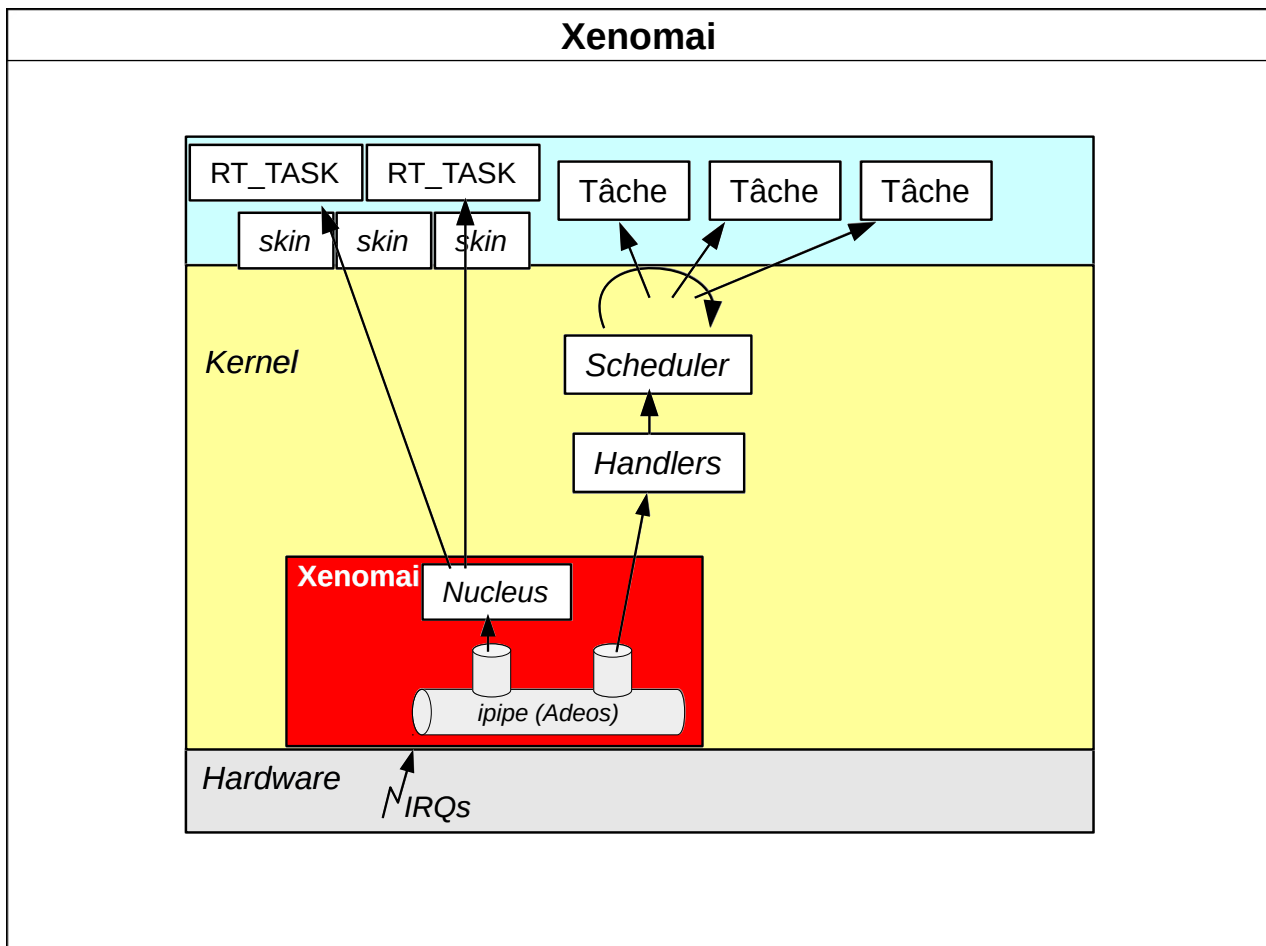 Xenomai
RT_TASK RT_TASK Tâche Tâche Tâche
skin skin skin
Kernel
Scheduler
Handlers
Xenomai
Nucleus
ipipe (Adeos)
Hardware
IRQs